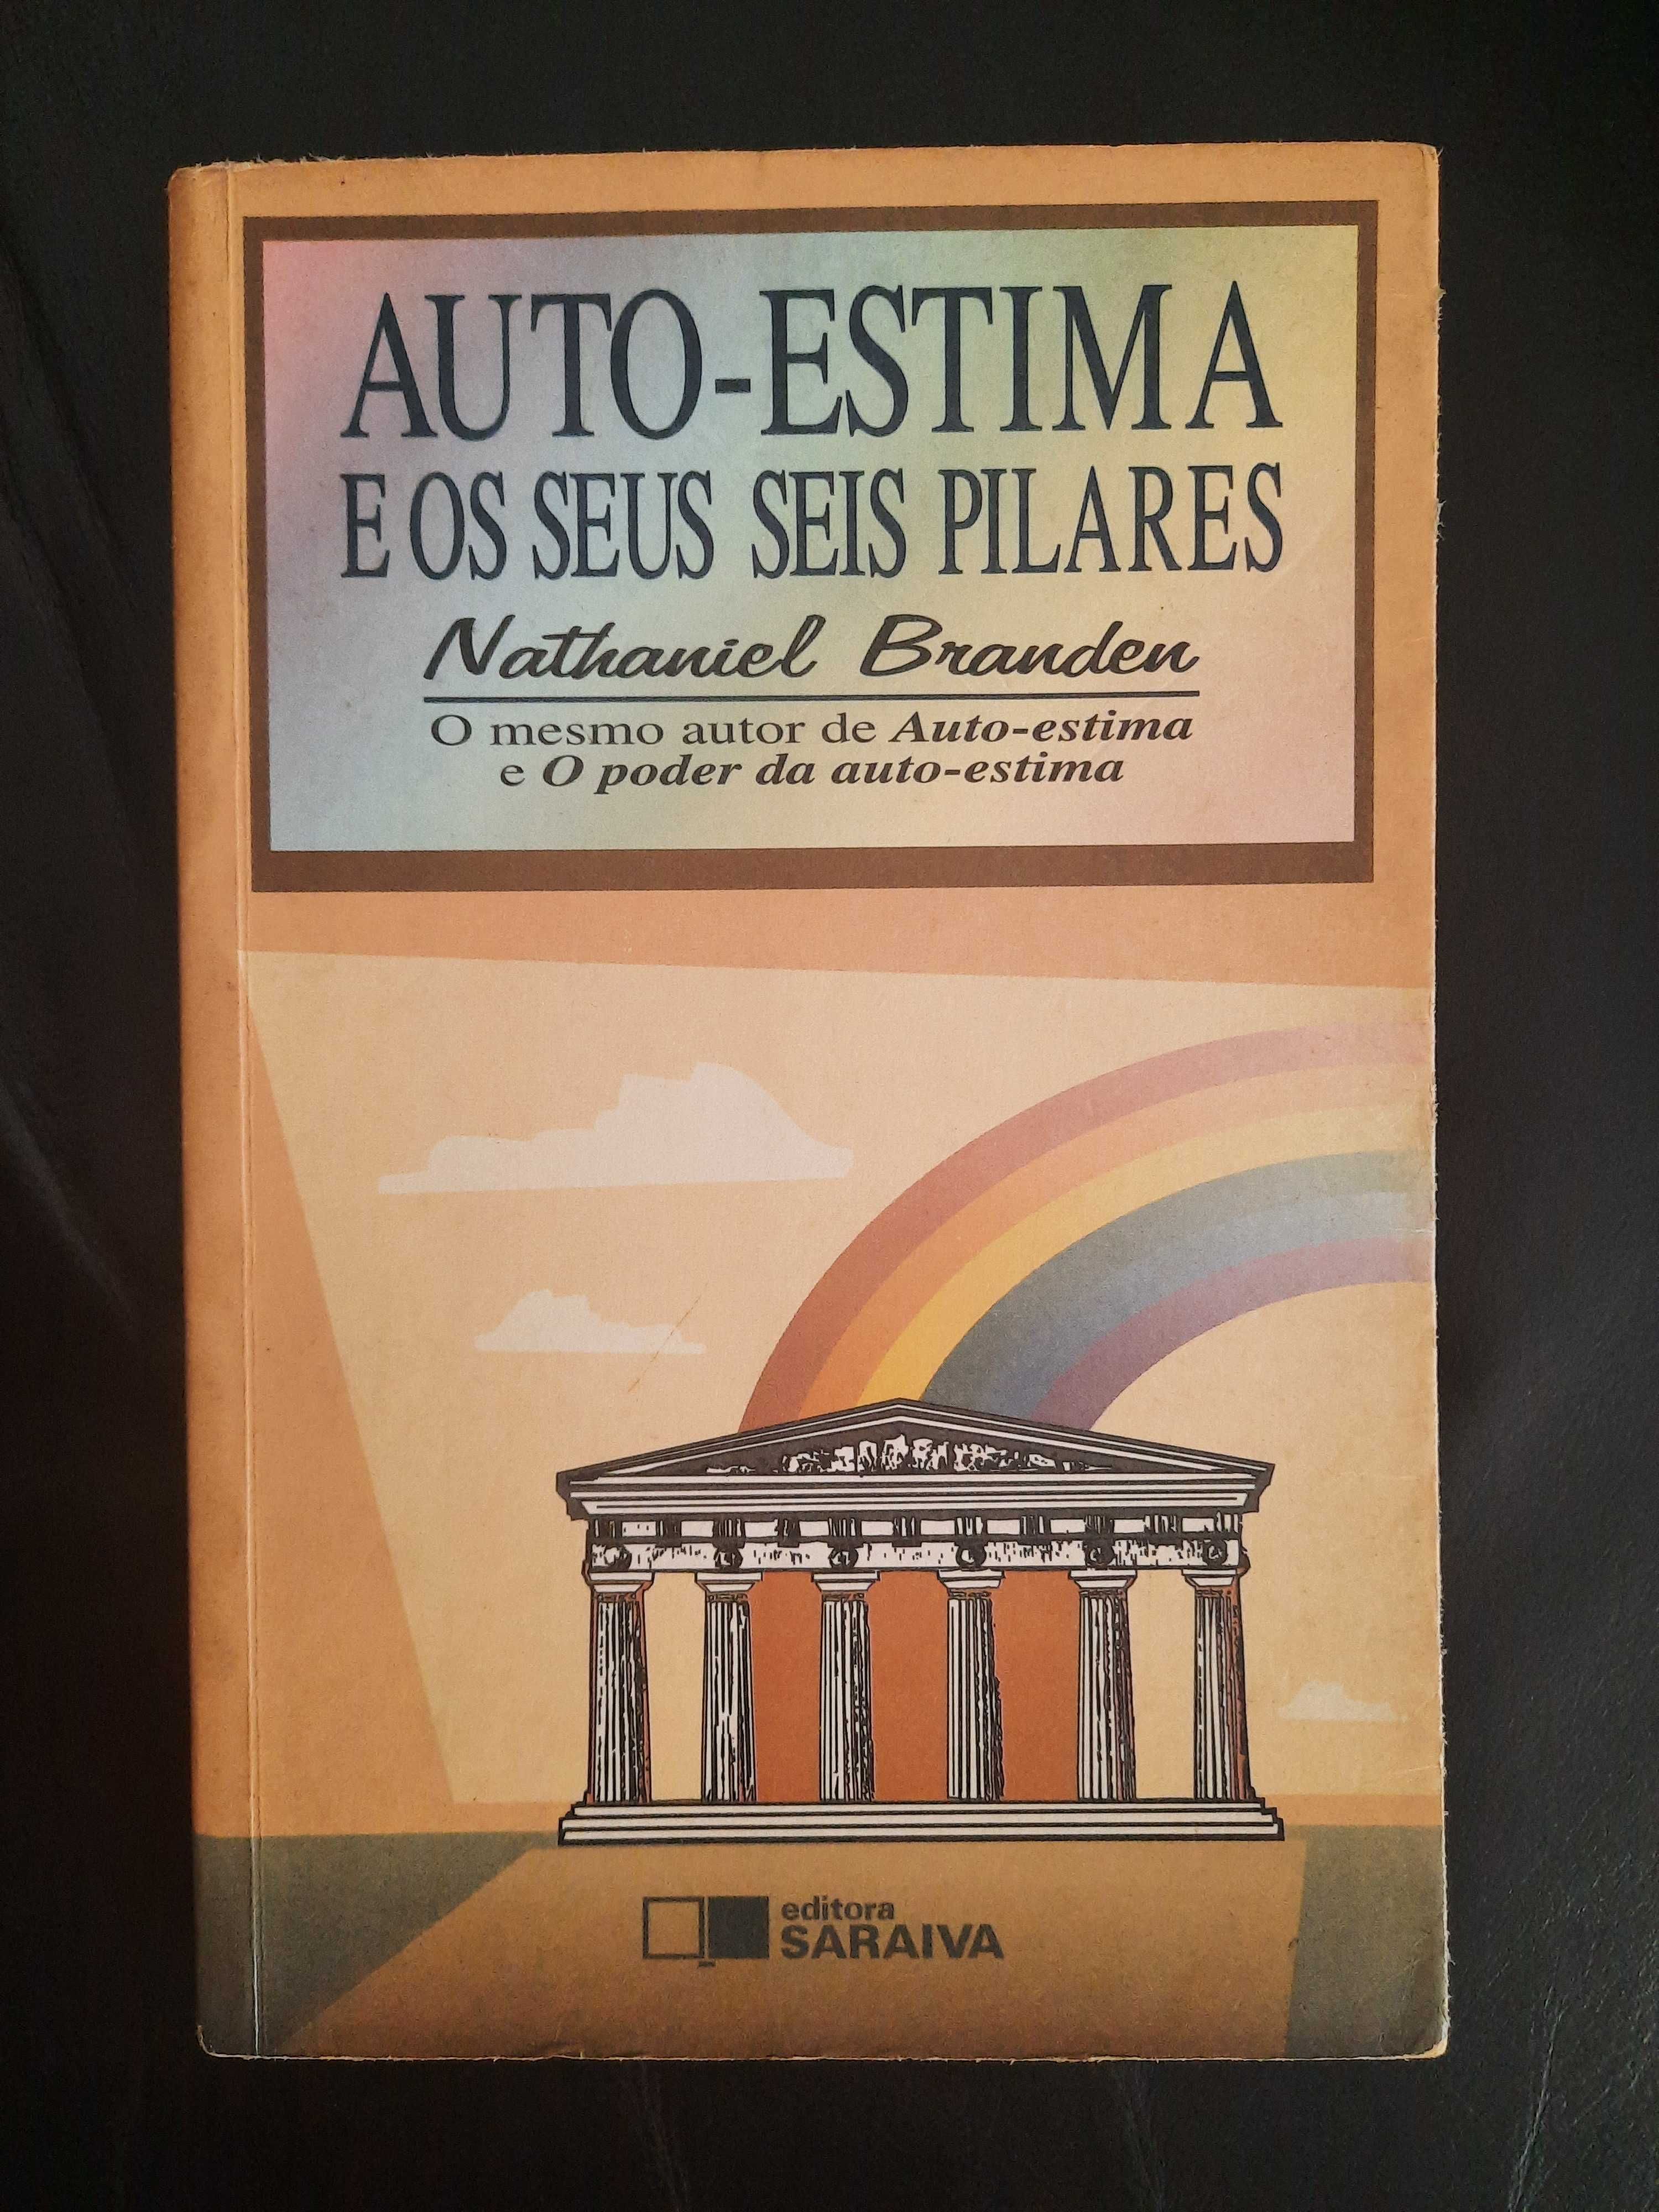 AUTO-ESTIMA
E OS SEUS SEIS PILARES
Nathaniel Branden
O mesmo autor de Auto-estima
e O poder da auto-estima
editora
SARAIVA